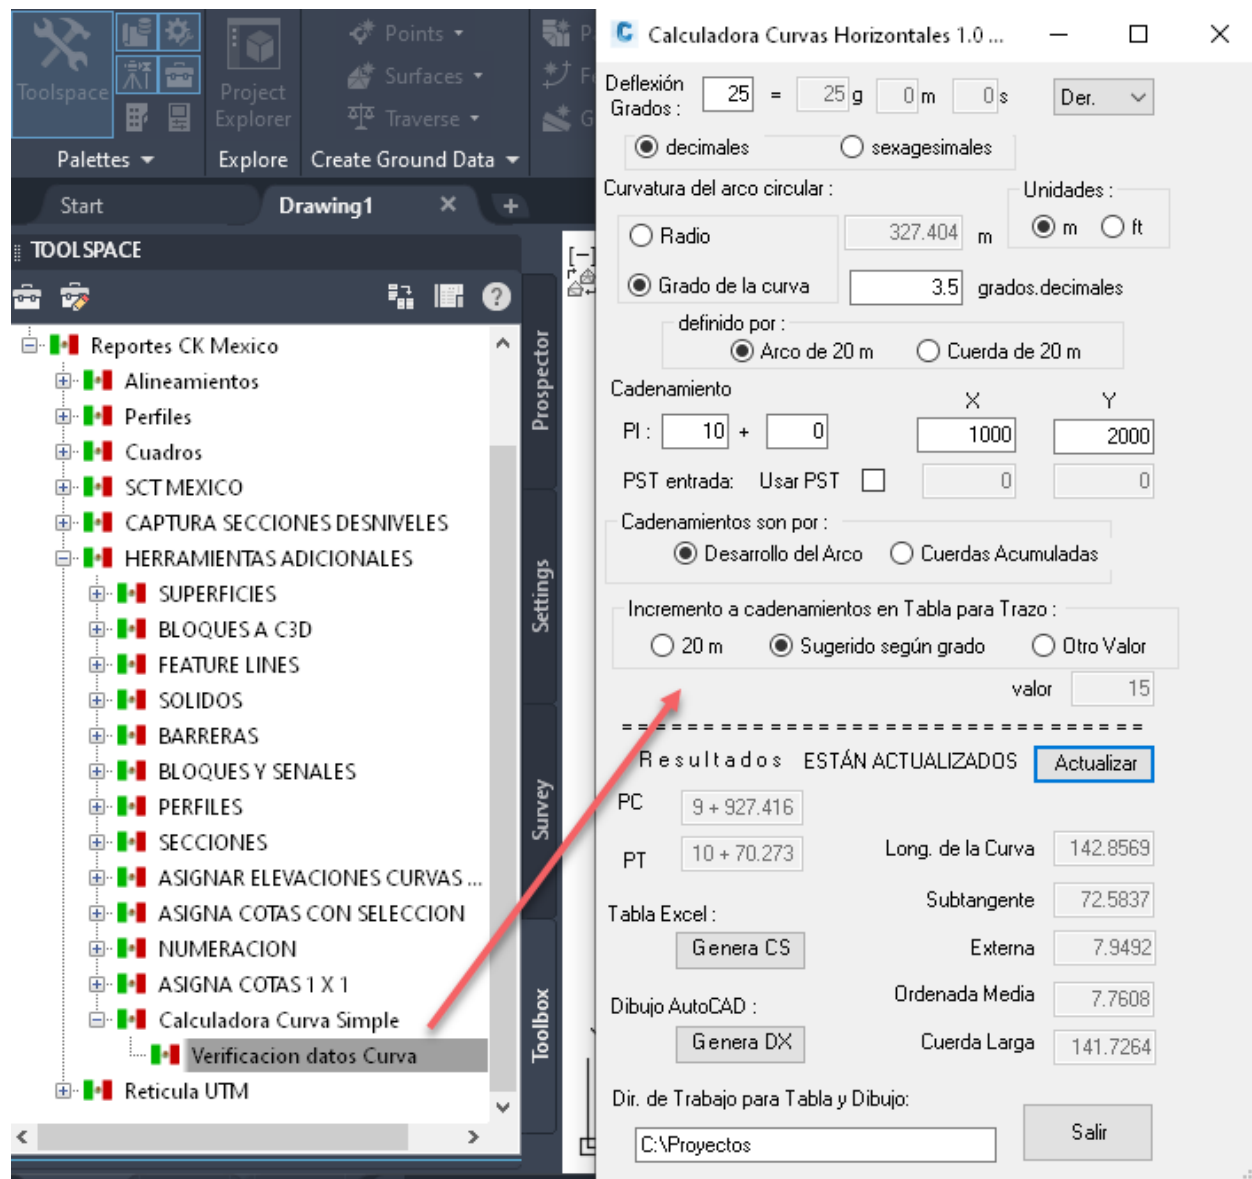 Toolspace
Project
Explorer
Points
Surfaces
Traverse
Palettes
Explore
Create Ground Data
Start
Drawing1
+
TOOLSPACE
Reportes CK Mexico
Alineamientos
Perfiles
Cuadros
SCT MEXICO
CAPTURA SECCIONES DESNIVELES
HERRAMIENTAS ADICIONALES
SUPERFICIES
BLOQUES A C3D
FEATURE LINES
SOLIDOS
BARRERAS
BLOQUES Y SENALES
PERFILES
SECCIONES
ASIGNAR ELEVACIONES CURVAS ...
ASIGNA COTAS CON SELECCION
NUMERACION
ASIGNA COTAS 1 X 1
Calculadora Curva Simple
Verificacion datos Curva
Reticula UTM
Prospector
Settings
Survey
Toolbox
[-]
Calculadora Curvas Horizontales 1.0 ...
Deflexión
Grados : 25 = 25 g 0 m 0 s Der.
decimales sexagesimales
Curvatura del arco circular :
Unidades :
m ft
Radio 327.404 m
Grado de la curva 3.5 grados.decimales
definido por :
Arco de 20 m Cuerda de 20 m
Cadenamiento X Y
PI : 10 + 0 1000 2000
PST entrada: Usar PST 0 0
Cadenamientos son por :
Desarrollo del Arco Cuerdas Acumuladas
Incremento a cadenamientos en Tabla para Trazo :
20 m Sugerido según grado Otro Valor
valor 15
================================
Resultados ESTÁN ACTUALIZADOS Actualizar
PC 9 + 927.416
PT 10 + 70.273 Long. de la Curva 142.8569
Subtangente 72.5837
Tabla Excel :
Genera CS Externa 7.9492
Ordenada Media 7.7608
Dibujo AutoCAD :
Genera DX Cuerda Larga 141.7264
Dir. de Trabajo para Tabla y Dibujo:
C:\Proyectos Salir